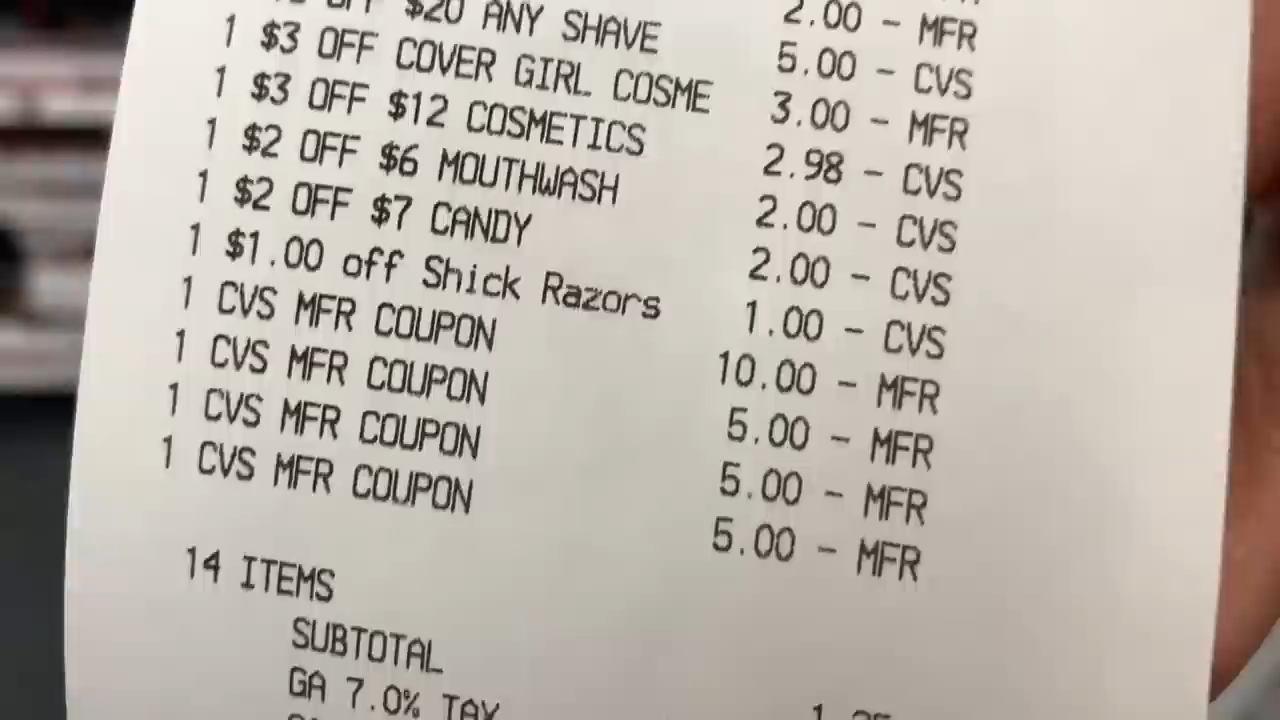 2.00 - MFR
OFF $20 ANY SHAVE 5.00 - CVS
1 $3 OFF COVER GIRL COSME 3.00 - MFR
1 $3 OFF $12 COSMETICS 2.98 - CVS
1 $2 OFF $6 MOUTHWASH 2.00 - CVS
1 $2 OFF $7 CANDY 2.00 - CVS
1 $1.00 off Shick Razors 1.00 - CVS
1 CVS MFR COUPON 10.00 - MFR
1 CVS MFR COUPON 5.00 - MFR
1 CVS MFR COUPON 5.00 - MFR
1 CVS MFR COUPON 5.00 - MFR
14 ITEMS
SUBTOTAL
GA 7.0% TAX